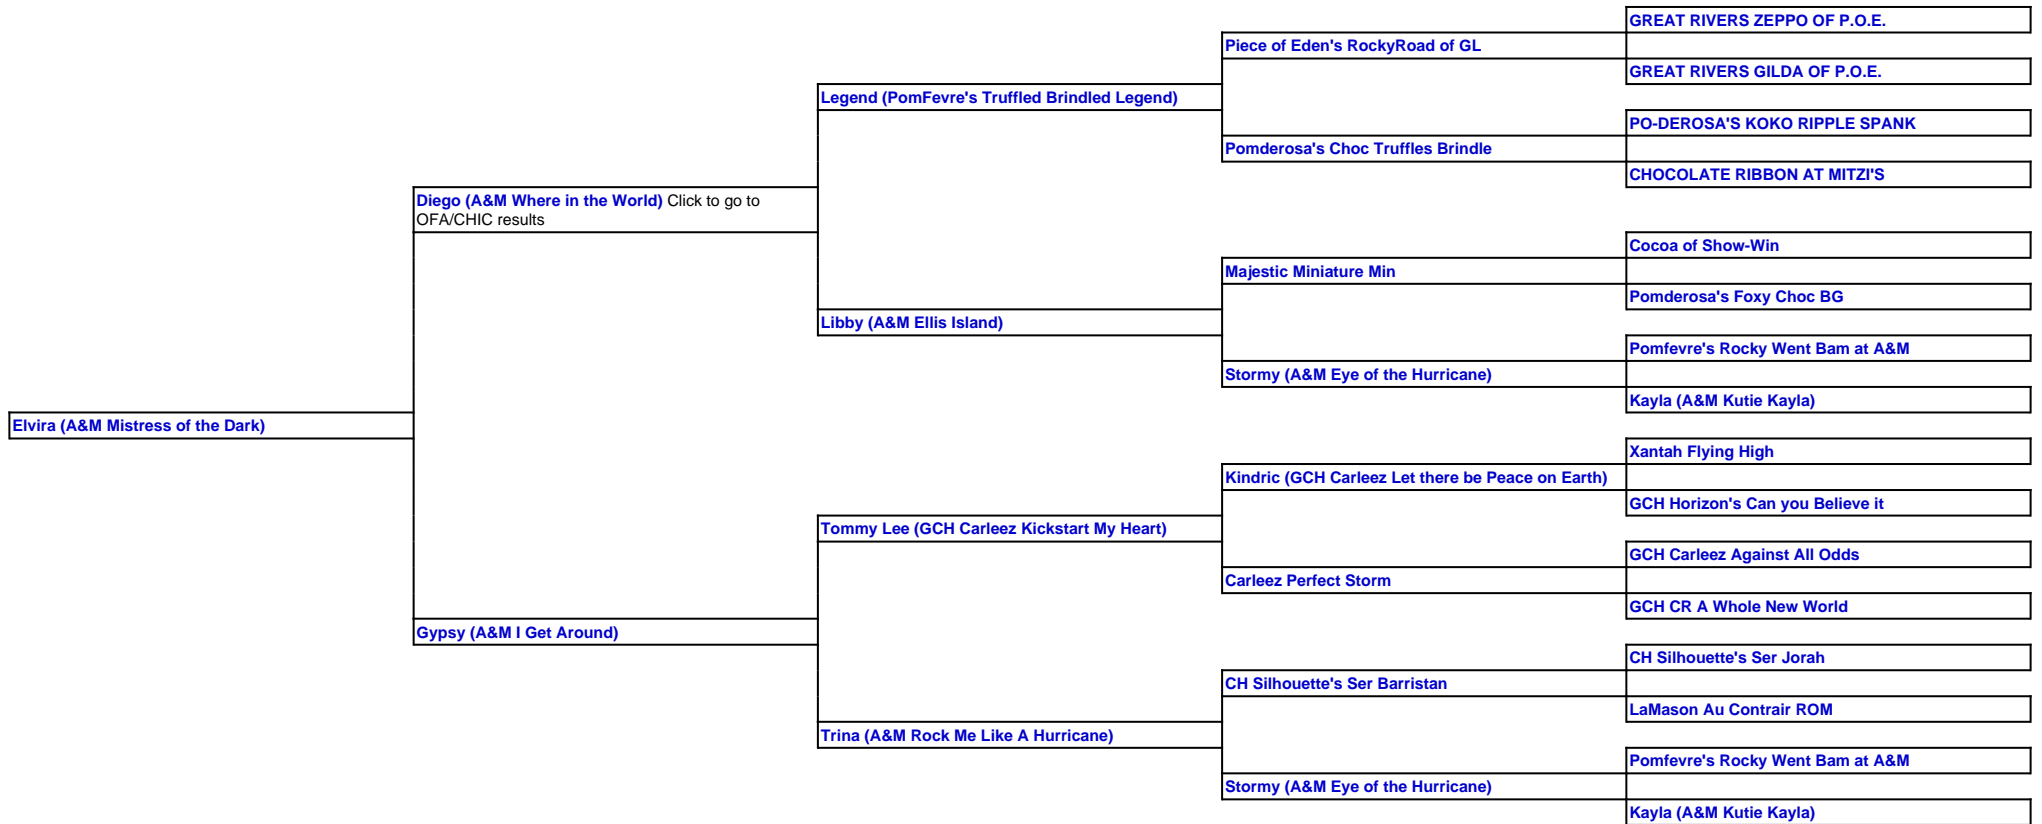 GREAT RIVERS ZEPPO OF P.O.E.
Piece of Eden's RockyRoad of GL
GREAT RIVERS GILDA OF P.O.E.
Legend (PomFevre's Truffled Brindled Legend)
PO-DEROSA'S KOKO RIPPLE SPANK
Pomderosa's Choc Truffles Brindle
CHOCOLATE RIBBON AT MITZI'S
Diego (A&M Where in the World) Click to go to
OFA/CHIC results
Cocoa of Show-Win
Majestic Miniature Min
Pomderosa's Foxy Choc BG
Libby (A&M Ellis Island)
Pomfevre's Rocky Went Bam at A&M
Stormy (A&M Eye of the Hurricane)
Kayla (A&M Kutie Kayla)
Elvira (A&M Mistress of the Dark)
Xantah Flying High
Kindric (GCH Carleez Let there be Peace on Earth)
GCH Horizon's Can you Believe it
Tommy Lee (GCH Carleez Kickstart My Heart)
GCH Carleez Against All Odds
Carleez Perfect Storm
GCH CR A Whole New World
Gypsy (A&M I Get Around)
CH Silhouette's Ser Jorah
CH Silhouette's Ser Barristan
LaMason Au Contrair ROM
Trina (A&M Rock Me Like A Hurricane)
Pomfevre's Rocky Went Bam at A&M
Stormy (A&M Eye of the Hurricane)
Kayla (A&M Kutie Kayla)